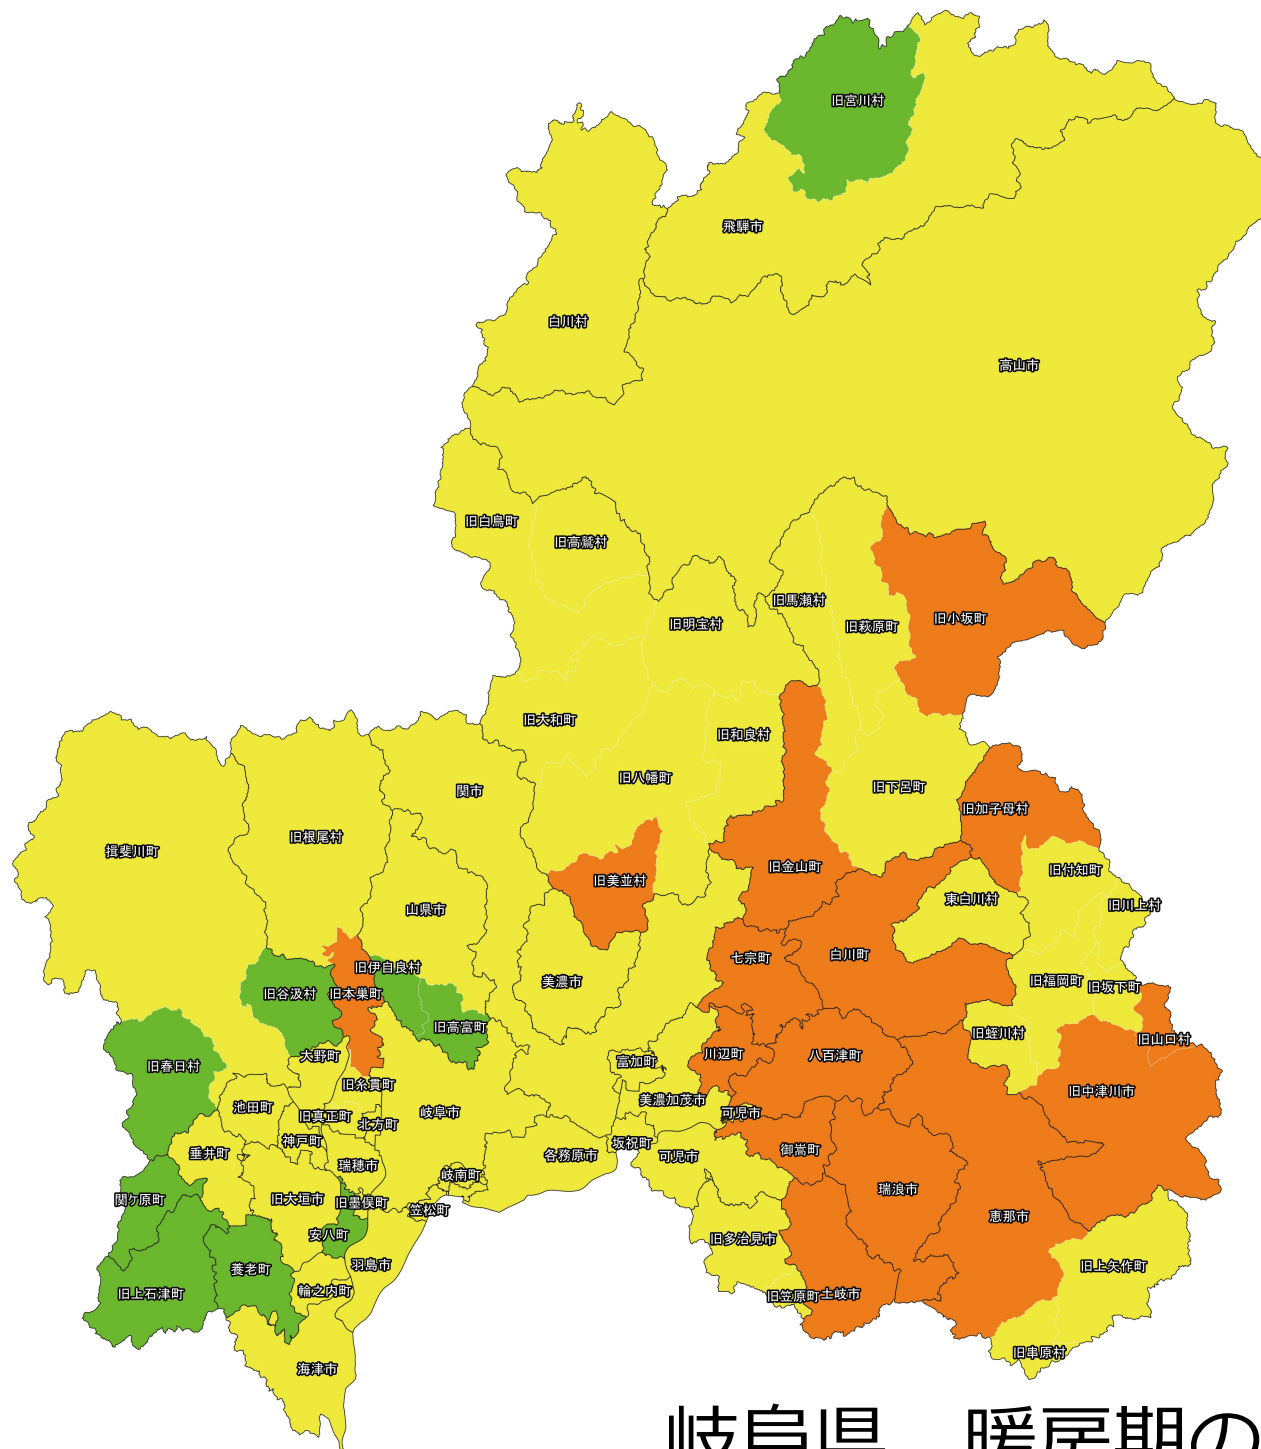 旧宮川村
飛騨市
白川村
高山市
旧白鳥町
旧高鷲村
旧馬瀬村
旧明宝村
旧萩原町
旧小坂町
旧大和町
旧和良村
旧八幡町
関市
旧下呂町
旧加子母村
旧根尾村
揖斐川町
旧金山町
旧付知町
旧美並村
東白川村
旧川上村
山県市
白川町
七宗町
旧伊自良村
美濃市
旧福岡町
旧坂下町
旧谷汲村
旧本巣町
旧高富町
旧蛭川村
旧山口村
川辺町
八百津町
大野町
富加町
旧春日村
旧糸貫町
旧中津川市
美濃加茂市
池田町
旧真正町
岐阜市
可児市
北方町
神戸町
坂祝町
御嵩町
垂井町
各務原市
可児市
瑞穂市
岐南町
瑞浪市
関ケ原町
旧大垣市
旧墨俣町
笠松町
恵那市
安八町
旧多治見市
羽島市
旧上矢作町
養老町
輪之内町
旧上石津町
旧笠原町
土岐市
旧串原村
海津市
岐阜県　暖房期の